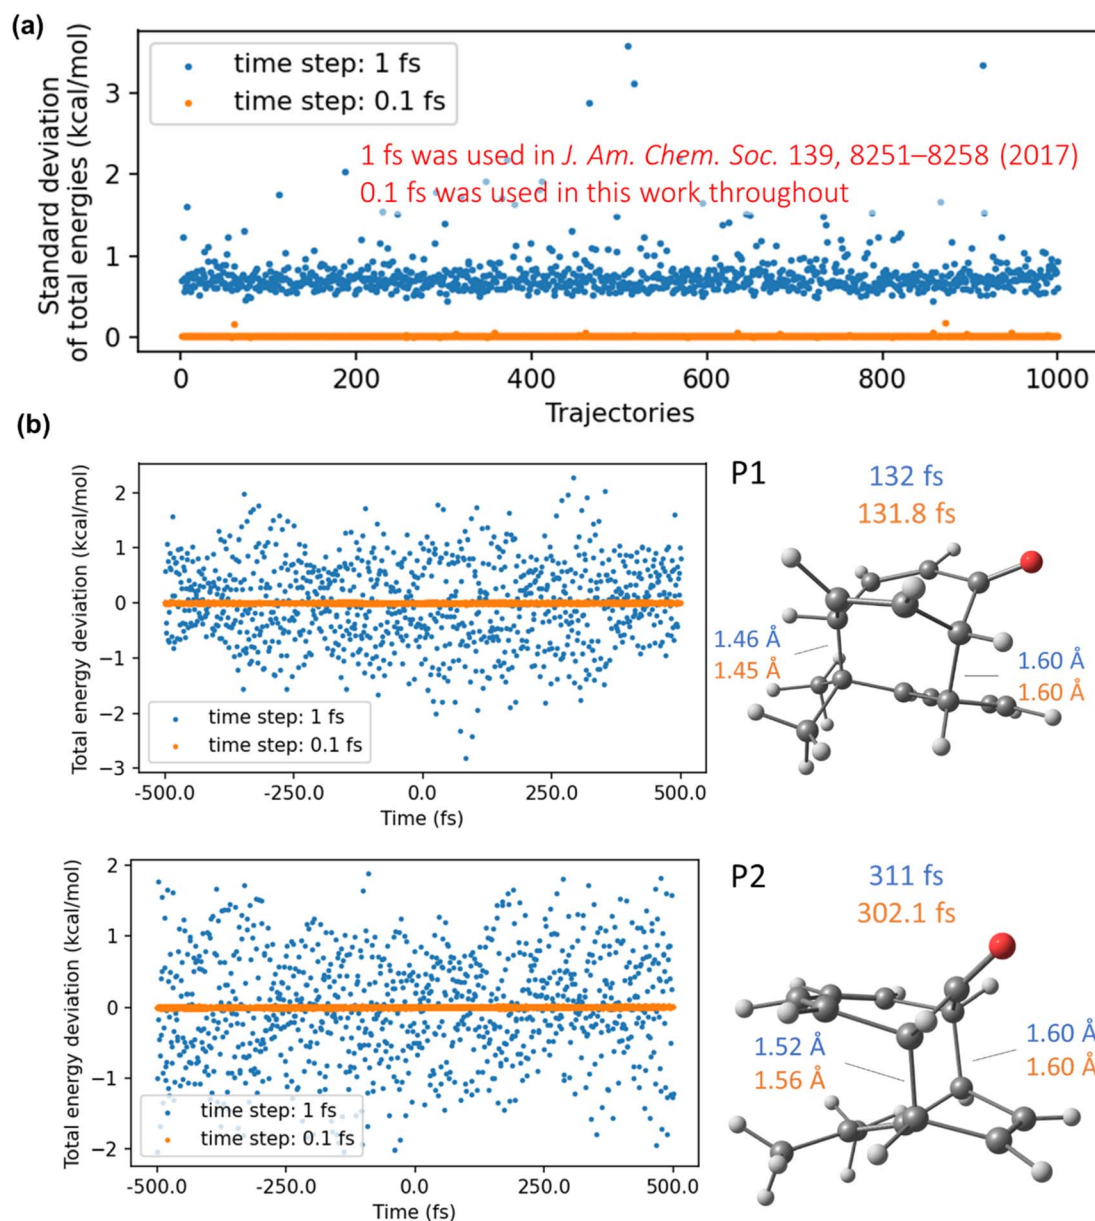 (a)
Standard deviation
of total energies (kcal/mol)
3
2
1
0
time step: 1 fs
time step: 0.1 fs
1 fs was used in J. Am. Chem. Soc. 139, 8251–8258 (2017)
0.1 fs was used in this work throughout
0 200 400 600 800 1000
Trajectories
(b)
Total energy deviation (kcal/mol)
2
1
0
−1
−2
−3
time step: 1 fs
time step: 0.1 fs
-500.0 -250.0 0.0 250.0 500.0
Time (fs)
P1
132 fs
131.8 fs
1.46 Å
1.45 Å
1.60 Å
1.60 Å
Total energy deviation (kcal/mol)
2
1
0
−1
−2
time step: 1 fs
time step: 0.1 fs
-500.0 -250.0 0.0 250.0 500.0
Time (fs)
P2
311 fs
302.1 fs
1.52 Å
1.56 Å
1.60 Å
1.60 Å